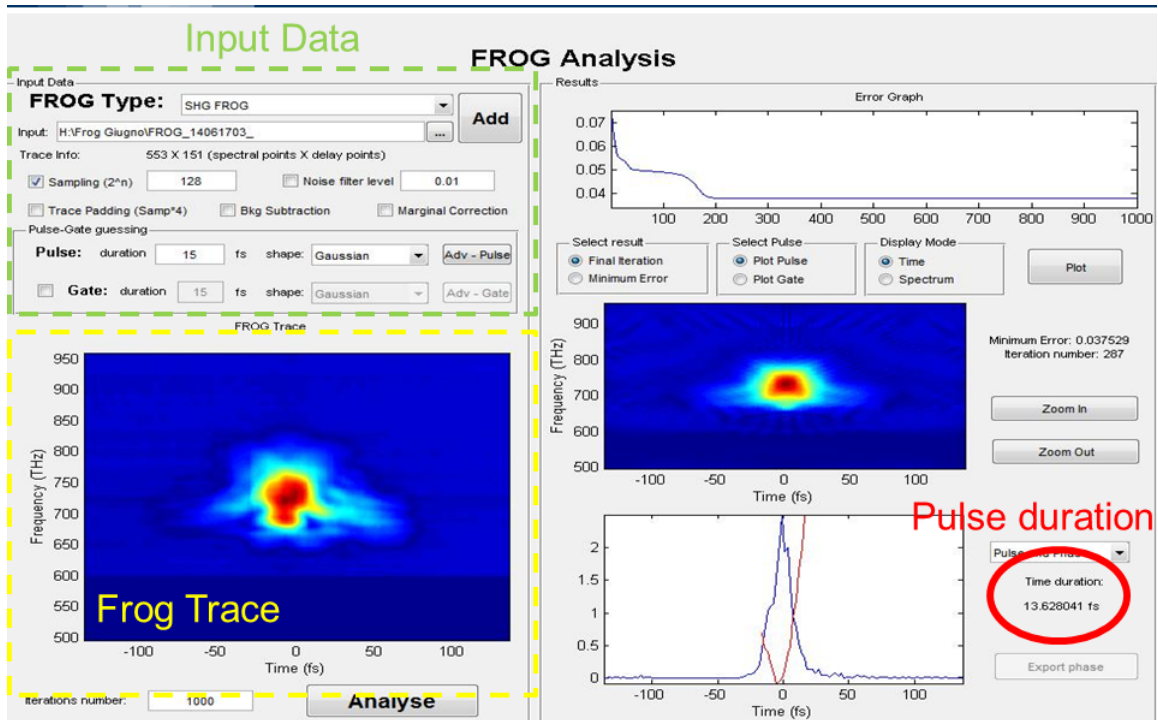 Input Data
FROG Analysis
Input Data
FROG Type: SHG FROG
Add
Input: H:\Frog Giugno\FROG_14061703_ ...
Trace Info: 553 X 151 (spectral points X delay points)
Sampling (2^n) 128 Noise filter level 0.01
Trace Padding (Samp*4) Bkg Subtraction Marginal Correction
Pulse-Gate guessing
Pulse: duration 15 fs shape: Gaussian Adv - Pulse
Gate: duration 15 fs shape: Gaussian Adv - Gate
FROG Trace
950
900
850
800
750
700
650
600
550
500
Frequency (THz)
Frog Trace
-100 -50 0 50 100
Time (fs)
Iterations number: 1000 Analyse
Results
Error Graph
0.07
0.06
0.05
0.04
100 200 300 400 500 600 700 800 900 1000
Select result
Final Iteration
Minimum Error
Select Pulse
Plot Pulse
Plot Gate
Display Mode
Time
Spectrum
Plot
900
800
700
600
500
Frequency (THz)
-100 -50 0 50 100
Time (fs)
Minimum Error: 0.037529
Iteration number: 287
Zoom In
Zoom Out
Pulse duration
2
1.5
1
0.5
0
-100 -50 0 50 100
Time (fs)
Time duration:
13.628041 fs
Export phase